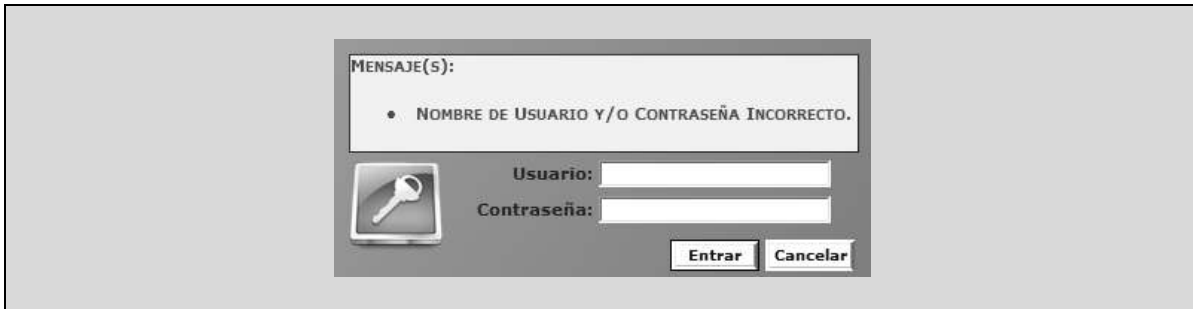 MENSAJE(S):
• NOMBRE DE USUARIO Y/O CONTRASEÑA INCORRECTO.
Usuario:
Contraseña:
Entrar Cancelar